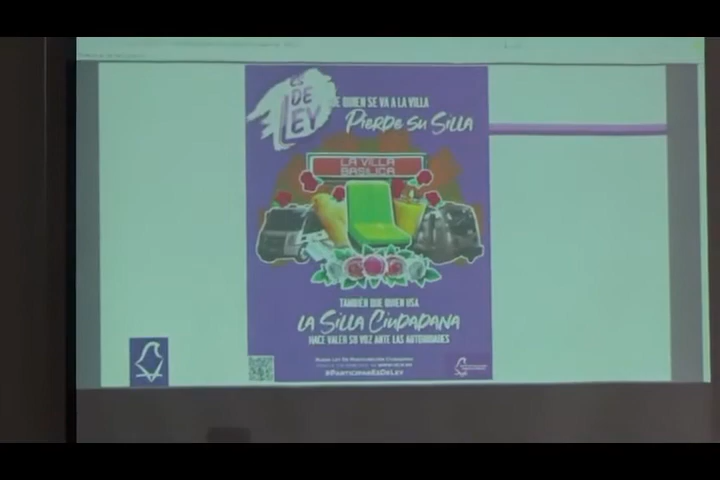 ES
DE
LEY
QUE QUIEN SE VA A LA VILLA
PIERDE SU SILLA
LA VILLA
BASILICA
TAMBIÉN QUE QUIEN USA
LA SILLA CIUDADANA
HACE VALER SU VOZ ANTE LAS AUTORIDADES
#PARTICIPARESDELEY